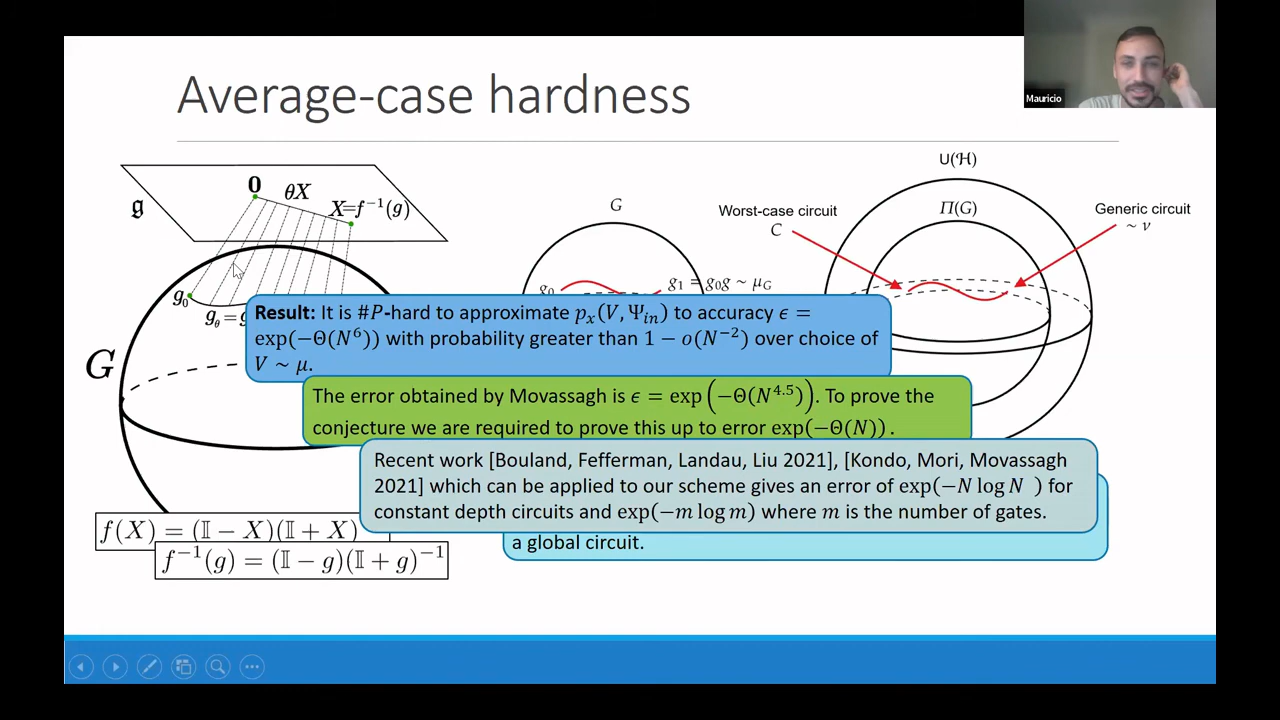 Mauricio
Average-case hardness
𝔤
0
θX
X=f⁻¹(g)
g₀
G
G
g₀
g₁ = g₀g ~ μ_G
U(ℋ)
Π(G)
Worst-case circuit
C
Generic circuit
~ ν
Result: It is #P-hard to approximate pₓ(V, Ψᵢₙ) to accuracy ϵ =
exp(−Θ(N⁶)) with probability greater than 1 − o(N⁻²) over choice of
V ~ μ.
The error obtained by Movassagh is ϵ = exp(−Θ(N⁴·⁵)). To prove the
conjecture we are required to prove this up to error exp(−Θ(N)).
Recent work [Bouland, Fefferman, Landau, Liu 2021], [Kondo, Mori, Movassagh
2021] which can be applied to our scheme gives an error of exp(−N log N ) for
constant depth circuits and exp(−m log m) where m is the number of gates.
a global circuit.
f(X) = (𝕀 − X)(𝕀 + X)
f⁻¹(g) = (𝕀 − g)(𝕀 + g)⁻¹